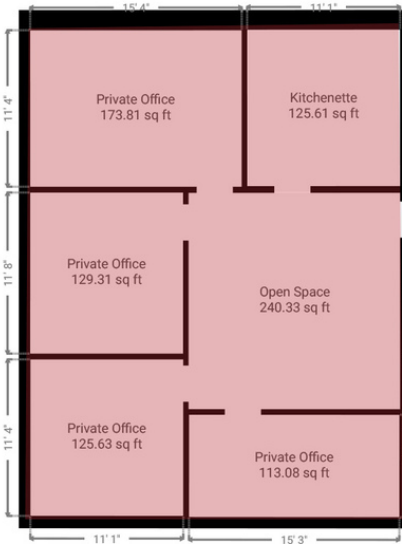 15' 4"
11' 1"
11' 4"
Private Office
173.81 sq ft
Kitchenette
125.61 sq ft
11' 8"
Private Office
129.31 sq ft
Open Space
240.33 sq ft
11' 4"
Private Office
125.63 sq ft
Private Office
113.08 sq ft
11' 1"
15' 3"